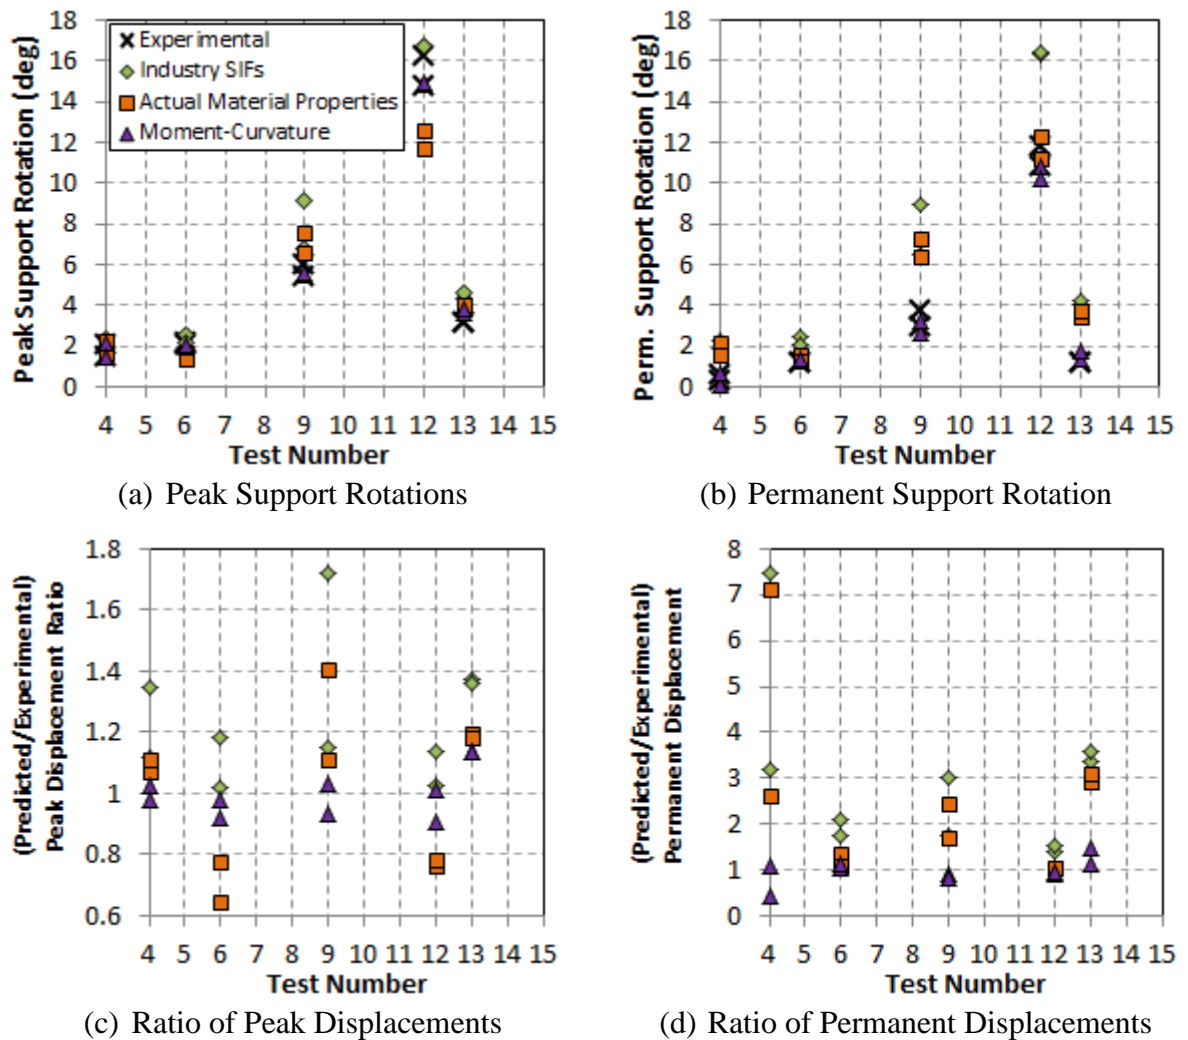 Peak Support Rotation (deg)
18
16
14
12
10
8
6
4
2
0
Experimental
Industry SIFs
Actual Material Properties
Moment-Curvature
4 5 6 7 8 9 10 11 12 13 14 15
Test Number
(a) Peak Support Rotations
Perm. Support Rotation (deg)
18
16
14
12
10
8
6
4
2
0
4 5 6 7 8 9 10 11 12 13 14 15
Test Number
(b) Permanent Support Rotation
(Predicted/Experimental)
Peak Displacement Ratio
1.8
1.6
1.4
1.2
1
0.8
0.6
4 5 6 7 8 9 10 11 12 13 14 15
Test Number
(c) Ratio of Peak Displacements
(Predicted/Experimental)
Permanent Displacement
8
7
6
5
4
3
2
1
0
4 5 6 7 8 9 10 11 12 13 14 15
Test Number
(d) Ratio of Permanent Displacements